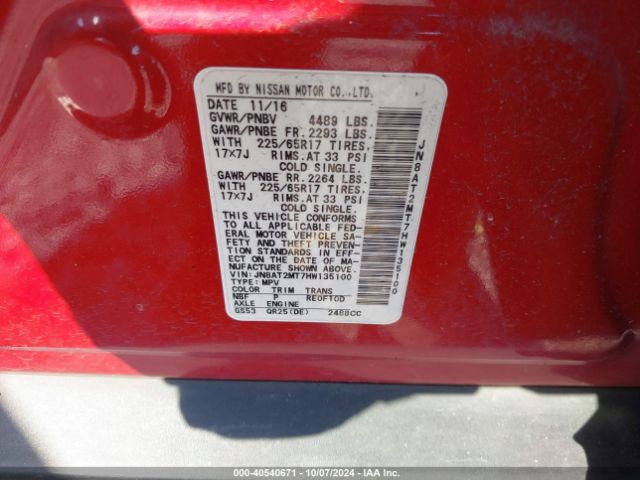 MFD BY NISSAN MOTOR CO.,LTD.
DATE 11/16
GVWR/PNBV 4489 LBS.
GAWR/PNBE FR. 2293 LBS.
WITH 225/65R17 TIRES.
17X7J RIMS.AT 33 PSI
COLD SINGLE.
GAWR/PNBE RR. 2264 LBS.
WITH 225/65R17 TIRES
17X7J RIMS.AT 33 PSI
COLD SINGLE.
THIS VEHICLE CONFORMS
TO ALL APPLICABLE FED-
ERAL MOTOR VEHICLE SA-
FETY AND THEFT PREVEN-
TION STANDARDS IN EFF-
ECT ON THE DATE OF MA-
NUFACTURE SHOWN ABOVE.
VIN: JN8AT2MT7HW135100
TYPE: MPV
COLOR TRIM TRANS
NBF P RE0F10D
AXLE ENGINE
GS53 QR25(DE) 2488CC
JN8AT2MT7HW135100
000-40540671 - 10/07/2024 - IAA Inc.